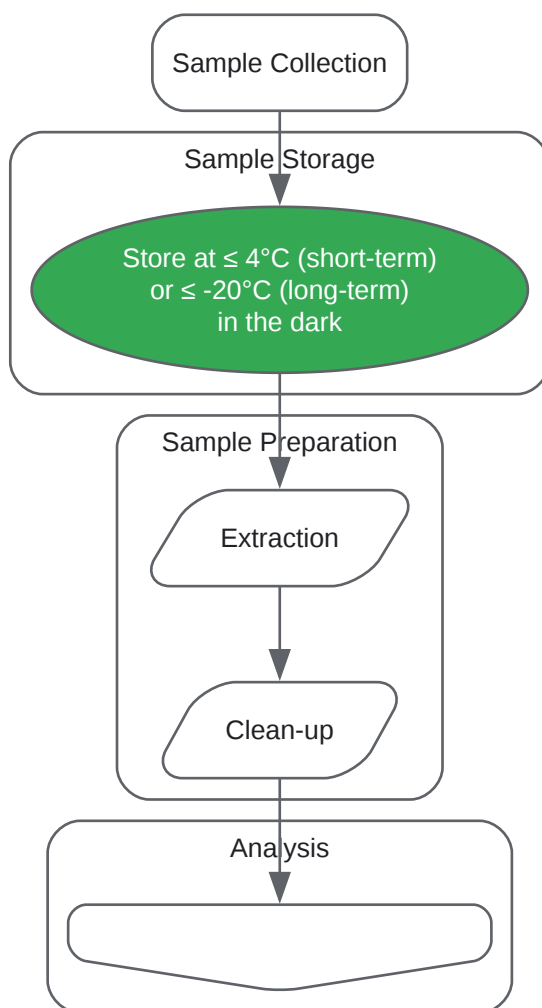 Sample Collection
Sample Storage
Store at ≤ 4°C (short-term)
or ≤ -20°C (long-term)
in the dark
Sample Preparation
Extraction
Clean-up
Analysis